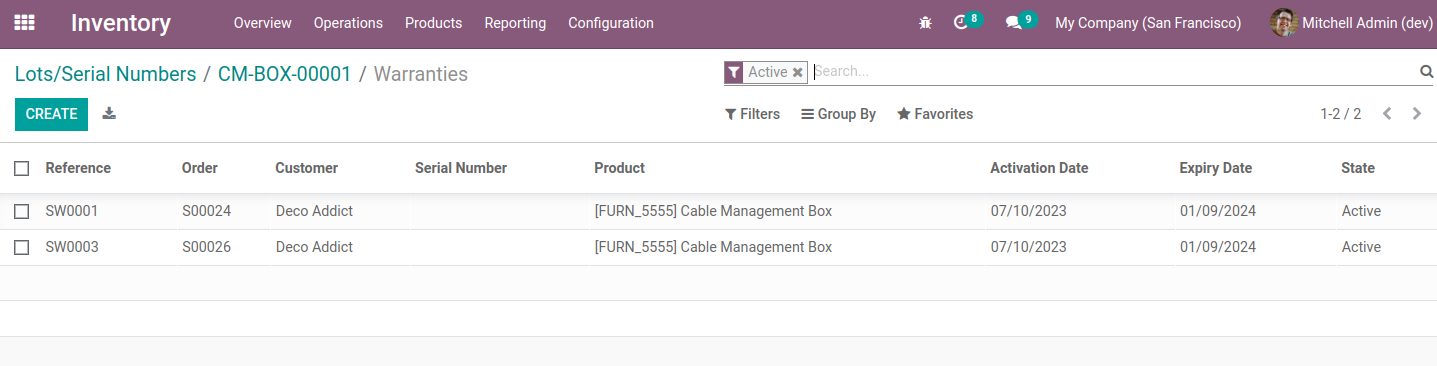 Inventory Overview Operations Products Reporting Configuration 8 9 My Company (San Francisco) Mitchell Admin (dev)
Lots/Serial Numbers / CM-BOX-00001 / Warranties Active Search...
CREATE Filters Group By Favorites 1-2 / 2
Reference Order Customer Serial Number Product Activation Date Expiry Date State
SW0001 S00024 Deco Addict [FURN_5555] Cable Management Box 07/10/2023 01/09/2024 Active
SW0003 S00026 Deco Addict [FURN_5555] Cable Management Box 07/10/2023 01/09/2024 Active